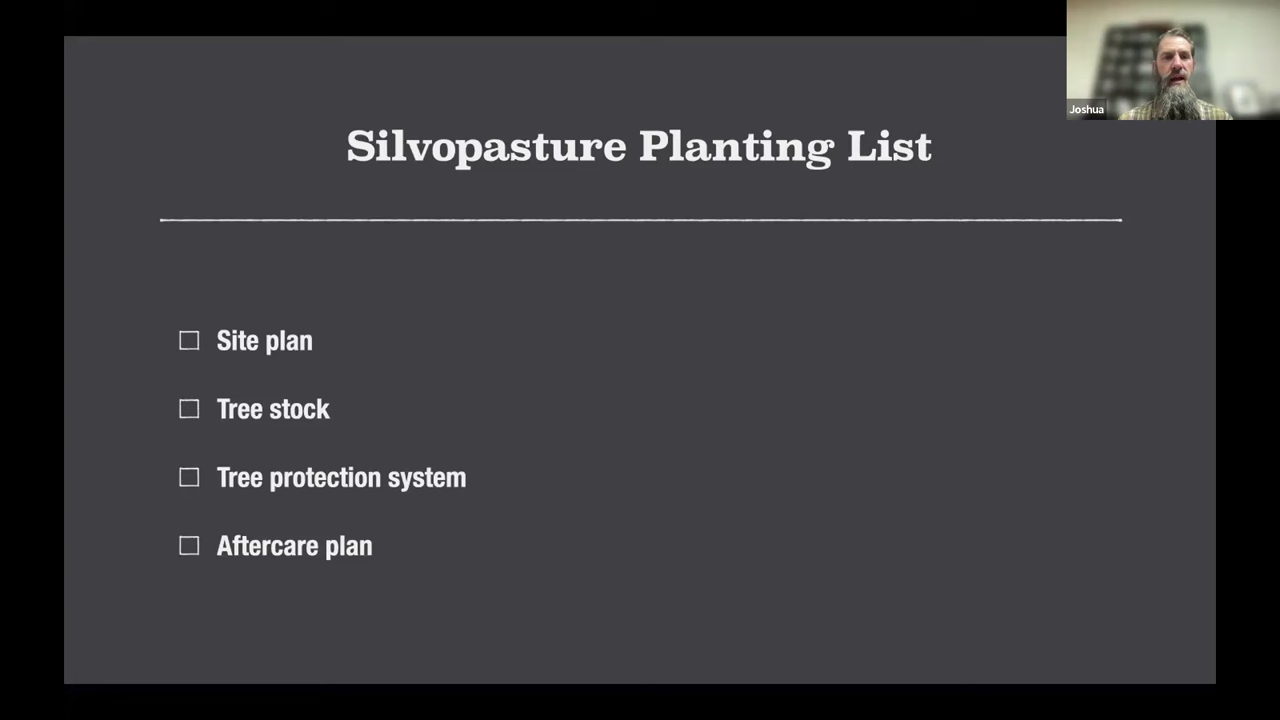 Silvopasture Planting List
Joshua
Site plan
Tree stock
Tree protection system
Aftercare plan